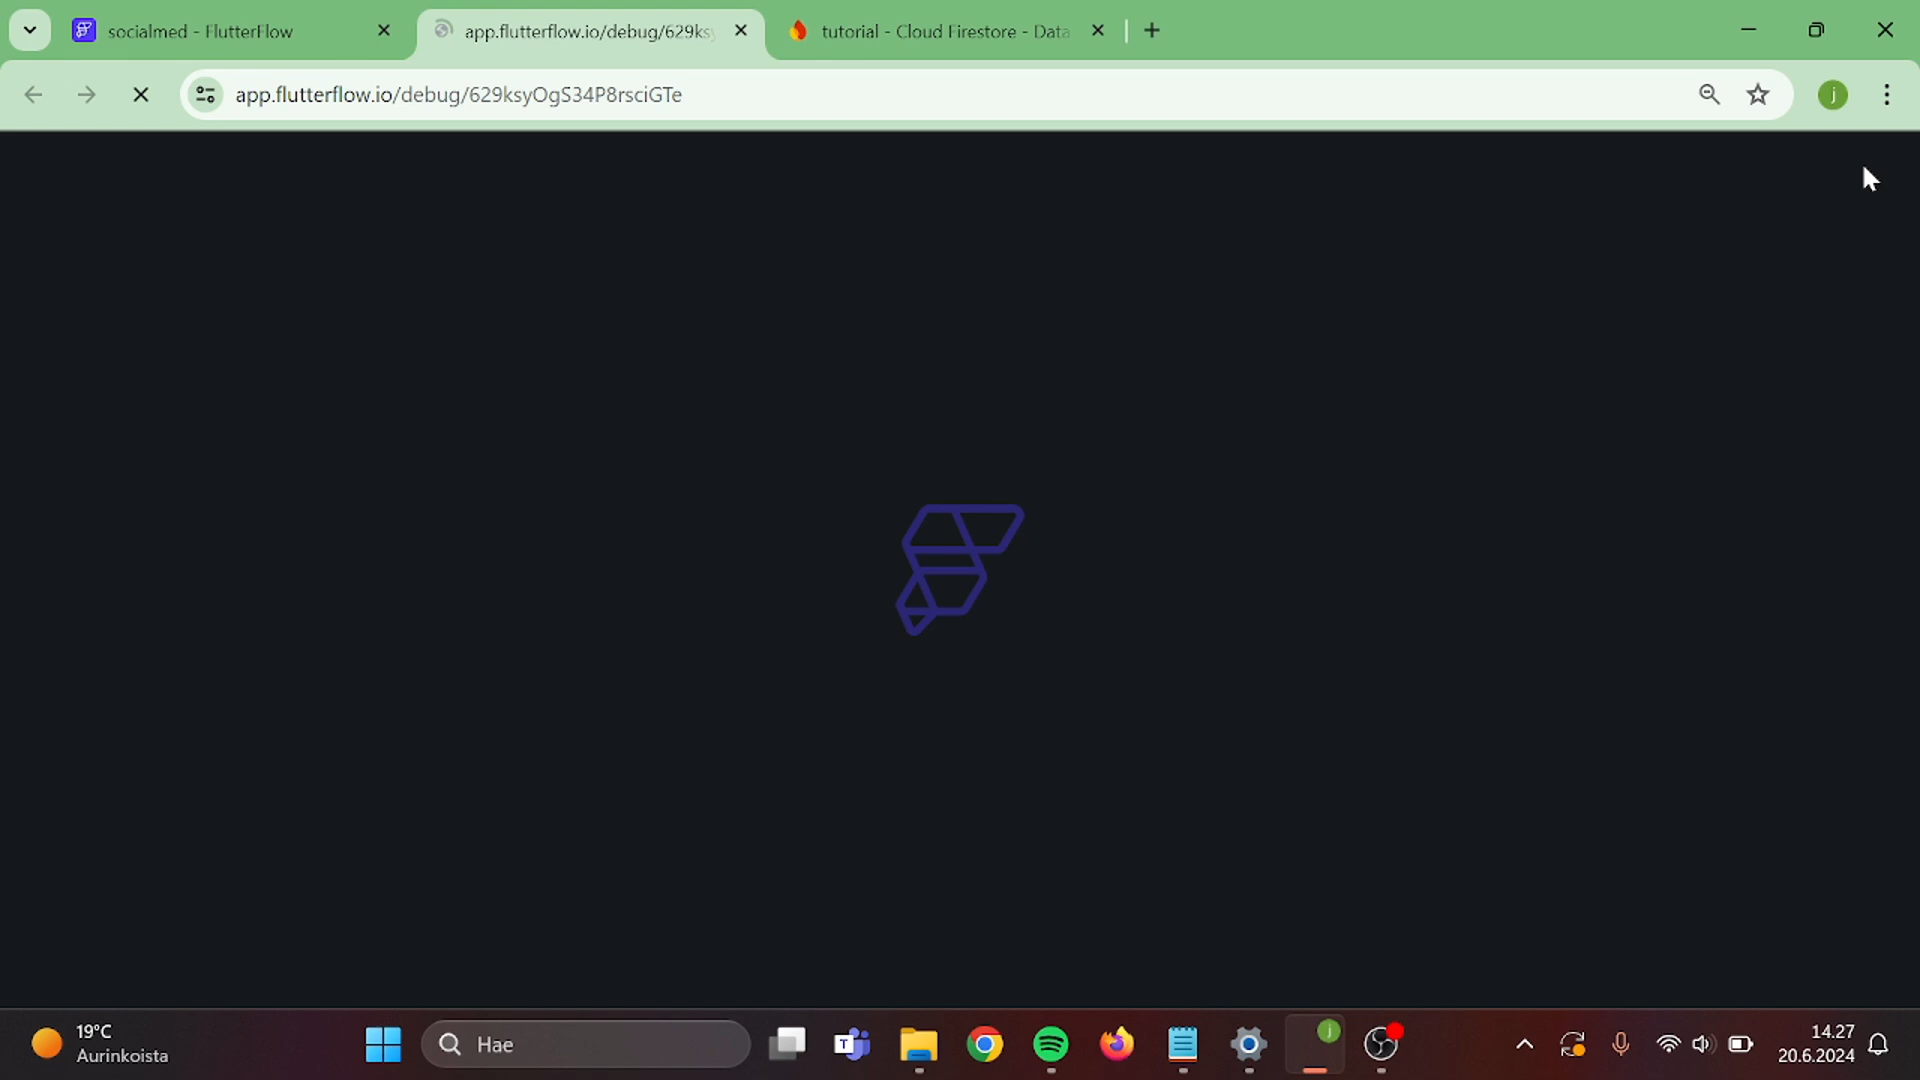 socialmed - FlutterFlow
app.flutterflow.io/debug/629ks
tutorial - Cloud Firestore - Data
app.flutterflow.io/debug/629ksyOgS34P8rsciGTe
j
19°C
Aurinkoista
Hae
T
j
14.27
20.6.2024